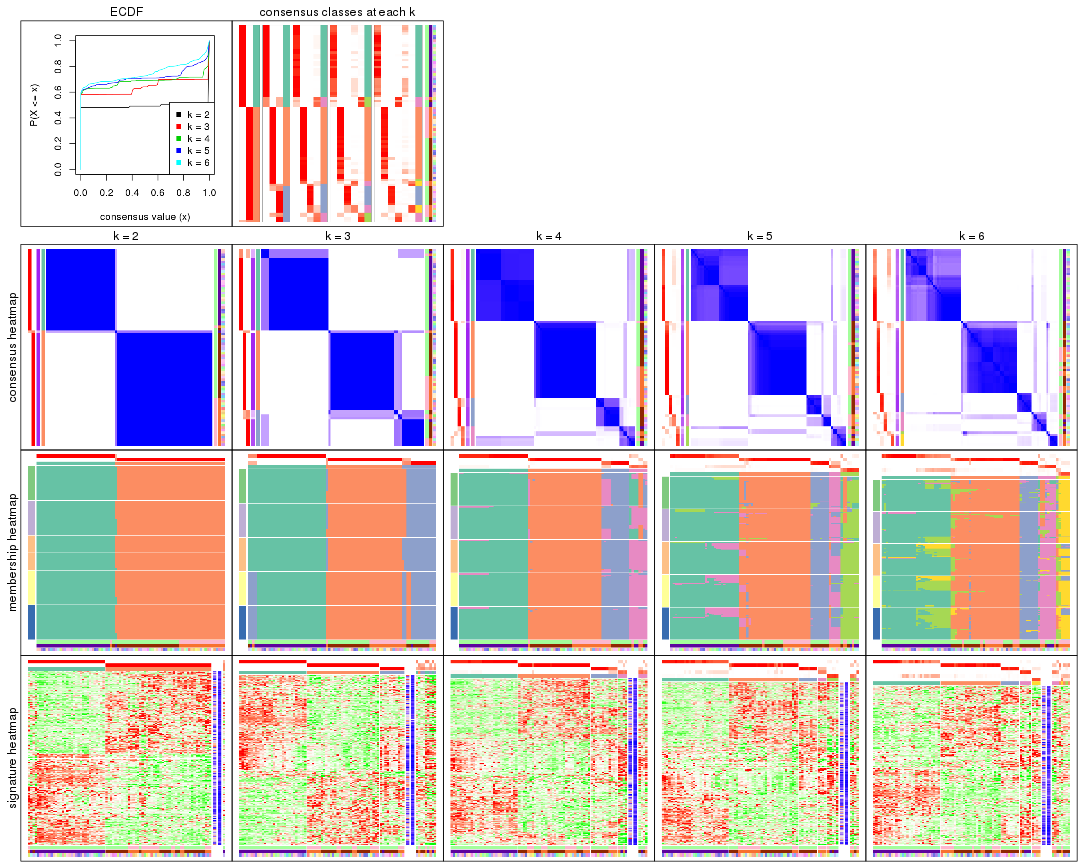 ECDF
consensus classes at each k
P(X <= x)
0.0 0.2 0.4 0.6 0.8 1.0
k = 2
k = 3
k = 4
k = 5
k = 6
0.0 0.2 0.4 0.6 0.8 1.0
consensus value (x)
k = 2 k = 3 k = 4 k = 5 k = 6
consensus heatmap
membership heatmap
signature heatmap